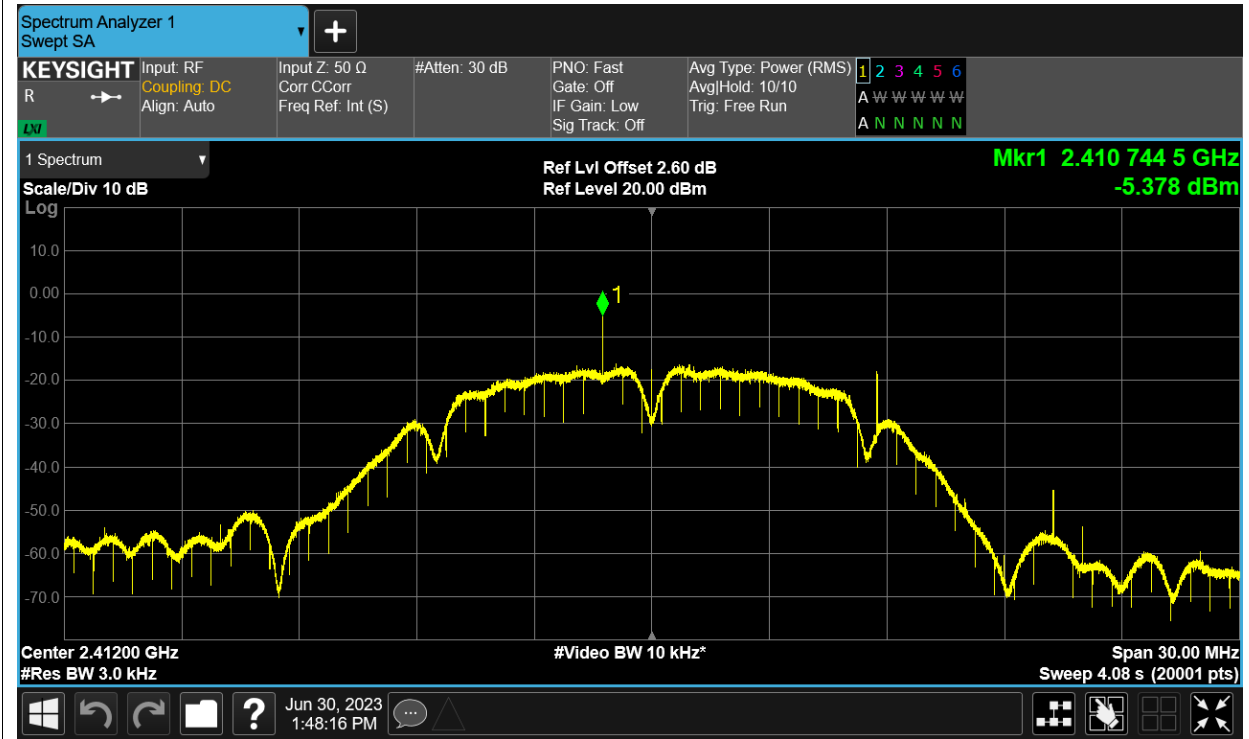 Spectrum Analyzer 1
Swept SA
KEYSIGHT
R
LXI
Input: RF
Coupling: DC
Align: Auto
Input Z: 50 Ω
Corr CCorr
Freq Ref: Int (S)
#Atten: 30 dB
PNO: Fast
Gate: Off
IF Gain: Low
Sig Track: Off
Avg Type: Power (RMS)
Avg|Hold: 10/10
Trig: Free Run
1 2 3 4 5 6
A W W W W W
A N N N N N
1 Spectrum
Scale/Div 10 dB
Log
Ref Lvl Offset 2.60 dB
Ref Level 20.00 dBm
Mkr1 2.410 744 5 GHz
-5.378 dBm
10.0
0.00
1
-10.0
-20.0
-30.0
-40.0
-50.0
-60.0
-70.0
Center 2.41200 GHz
#Res BW 3.0 kHz
#Video BW 10 kHz*
Span 30.00 MHz
Sweep 4.08 s (20001 pts)
?
Jun 30, 2023
1:48:16 PM